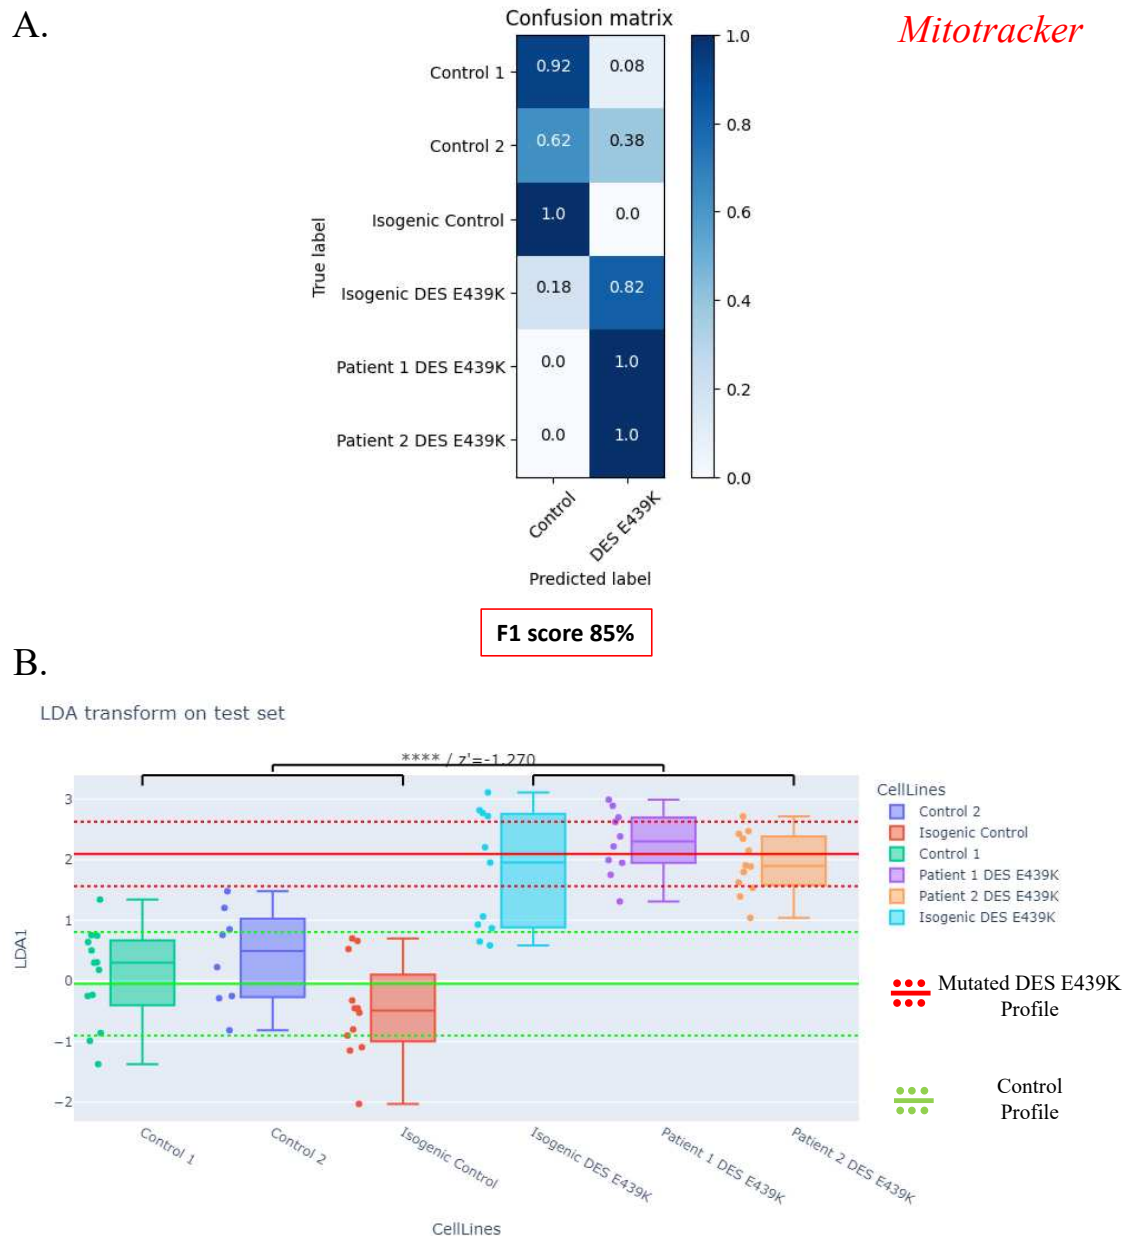 A.
Mitotracker
Confusion matrix
True label
Control 1
0.92
0.08
Control 2
0.62
0.38
Isogenic Control
1.0
0.0
Isogenic DES E439K
0.18
0.82
Patient 1 DES E439K
0.0
1.0
Patient 2 DES E439K
0.0
1.0
1.0
0.8
0.6
0.4
0.2
0.0
Control
DES E439K
Predicted label
F1 score 85%
B.
LDA transform on test set
**** / z'=-1.270
LDA1
3
2
1
0
−1
−2
Control 1
Control 2
Isogenic Control
Isogenic DES E439K
Patient 1 DES E439K
Patient 2 DES E439K
CellLines
CellLines
Control 2
Isogenic Control
Control 1
Patient 1 DES E439K
Patient 2 DES E439K
Isogenic DES E439K
Mutated DES E439K
Profile
Control
Profile